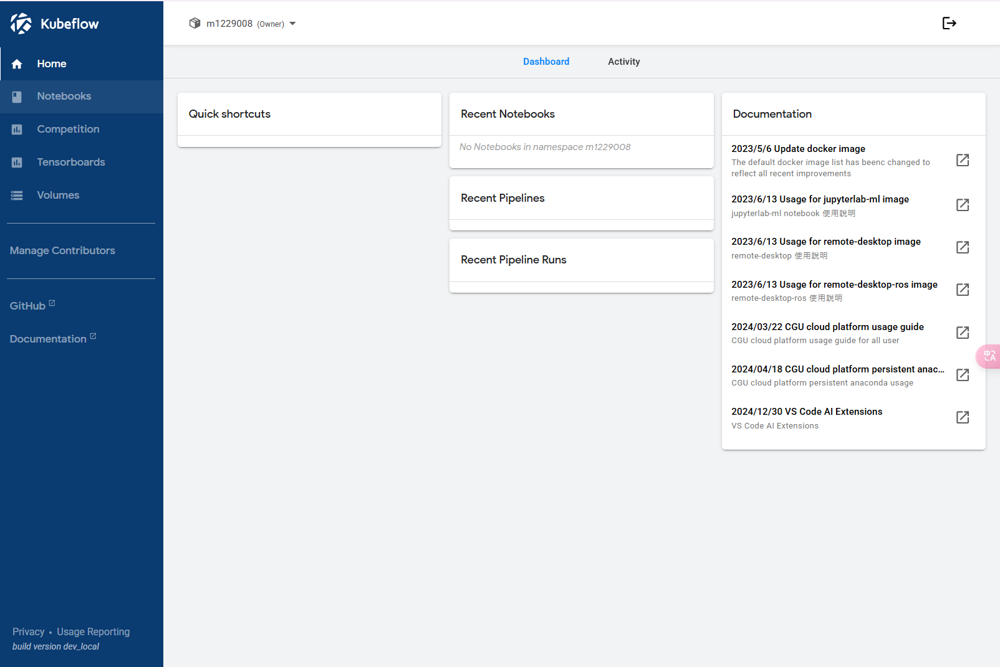 Kubeflow
m1229008 (Owner)
Home
Notebooks
Competition
Tensorboards
Volumes
Manage Contributors
GitHub
Documentation
Privacy • Usage Reporting
build version dev_local
Dashboard
Activity
Quick shortcuts
Recent Notebooks
No Notebooks in namespace m1229008
Recent Pipelines
Recent Pipeline Runs
Documentation
2023/5/6 Update docker image
The default docker image list has beenc changed to
reflect all recent improvements
2023/6/13 Usage for jupyterlab-ml image
jupyterlab-ml notebook 使用說明
2023/6/13 Usage for remote-desktop image
remote-desktop 使用說明
2023/6/13 Usage for remote-desktop-ros image
remote-desktop-ros 使用說明
2024/03/22 CGU cloud platform usage guide
CGU cloud platform usage guide for all user
2024/04/18 CGU cloud platform persistent anac...
CGU cloud platform persistent anaconda usage
2024/12/30 VS Code AI Extensions
VS Code AI Extensions
中A